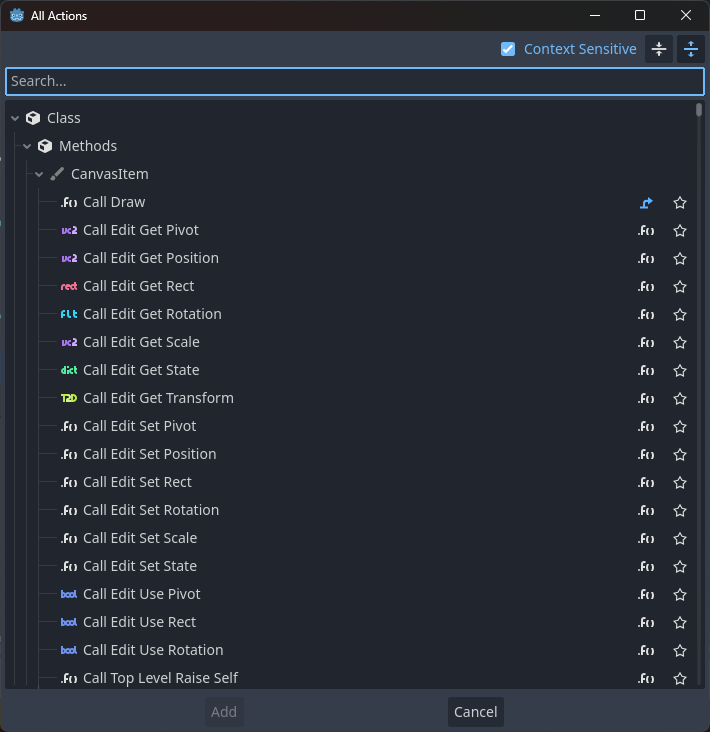 All Actions
Context Sensitive
Search...
Class
Methods
CanvasItem
.F() Call Draw
vc2 Call Edit Get Pivot .F()
vc2 Call Edit Get Position .F()
rect Call Edit Get Rect .F()
flt Call Edit Get Rotation .F()
vc2 Call Edit Get Scale .F()
dict Call Edit Get State .F()
T2D Call Edit Get Transform .F()
.F() Call Edit Set Pivot .F()
.F() Call Edit Set Position .F()
.F() Call Edit Set Rect .F()
.F() Call Edit Set Rotation .F()
.F() Call Edit Set Scale .F()
.F() Call Edit Set State .F()
bool Call Edit Use Pivot .F()
bool Call Edit Use Rect .F()
bool Call Edit Use Rotation .F()
.F() Call Top Level Raise Self .F()
Add Cancel